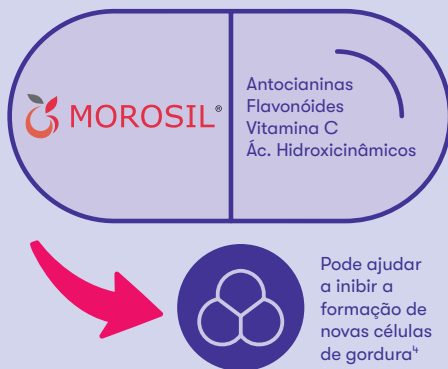 MOROSIL®
Antocianinas
Flavonóides
Vitamina C
Ác. Hidroxicinâmicos
Pode ajudar
a inibir a
formação de
novas células
de gordura⁴